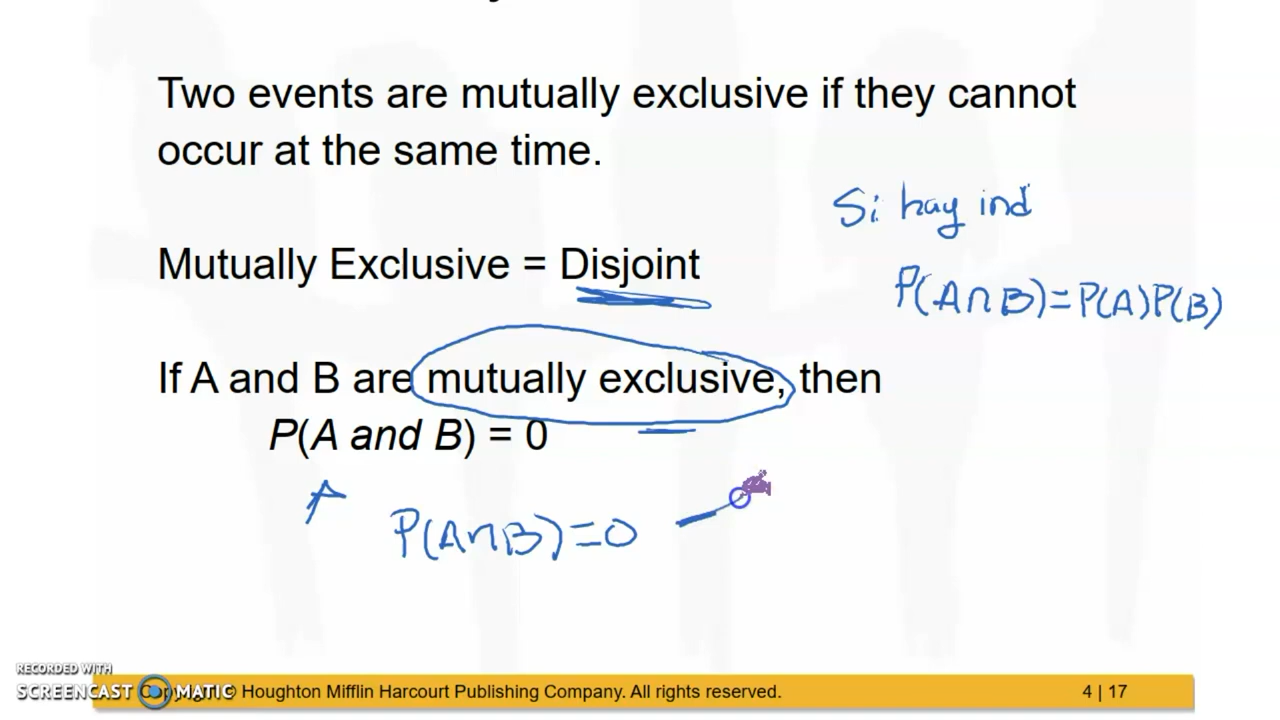 Two events are mutually exclusive if they cannot
occur at the same time.
Si hay ind
Mutually Exclusive = Disjoint
P(A∩B)=P(A)P(B)
If A and B are mutually exclusive, then
P(A and B) = 0
P(A∩B)=0
RECORDED WITH
SCREENCAST MATIC
Houghton Mifflin Harcourt Publishing Company. All rights reserved.
4 | 17